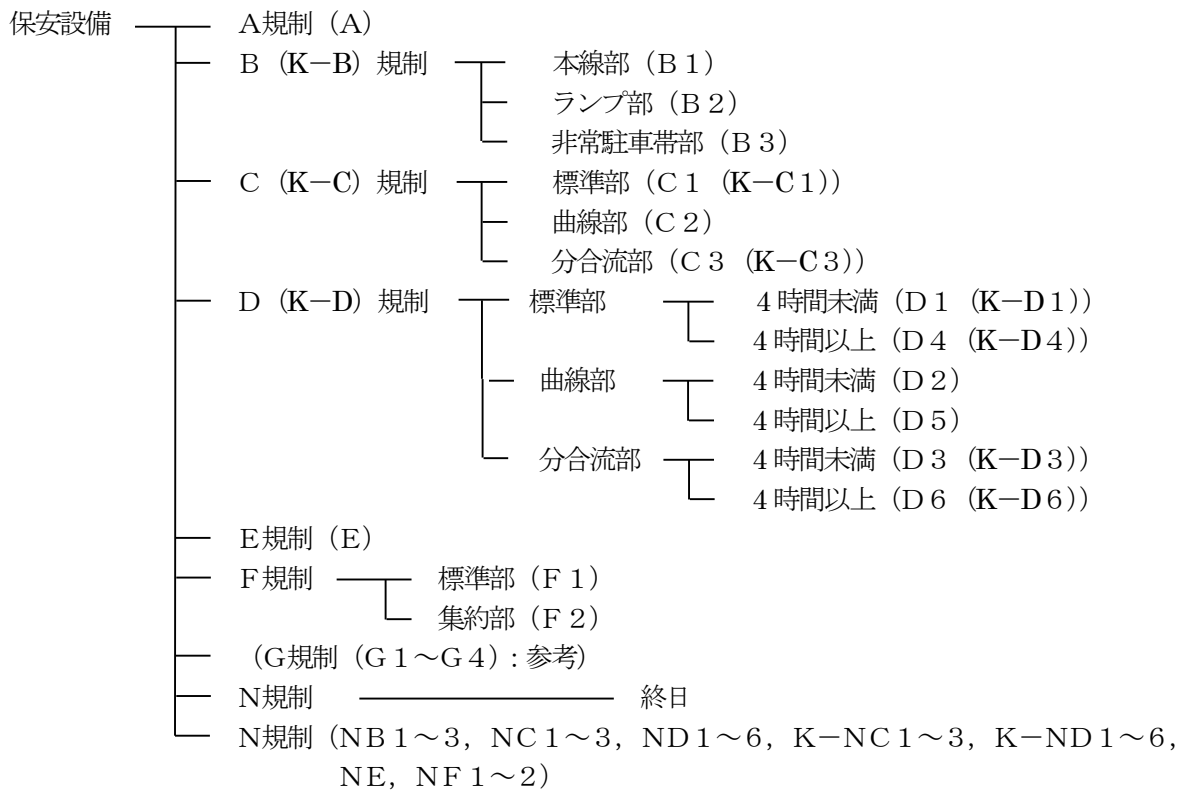 保安設備 A規制（A）
B（K－B）規制 本線部（B１）
ランプ部（B２）
非常駐車帯部（B３）
C（K－C）規制 標準部（C１（K－C１））
曲線部（C２）
分合流部（C３（K－C３））
D（K－D）規制 標準部 ４時間未満（D１（K－D１））
４時間以上（D４（K－D４））
曲線部 ４時間未満（D２）
４時間以上（D５）
分合流部 ４時間未満（D３（K－D３））
４時間以上（D６（K－D６））
E規制（E）
F規制 標準部（F１）
集約部（F２）
（G規制（G１～G４）：参考）
N規制 終日
N規制（NB１～３，NC１～３，ND１～６，K－NC１～３，K－ND１～６，
NE，NF１～２）